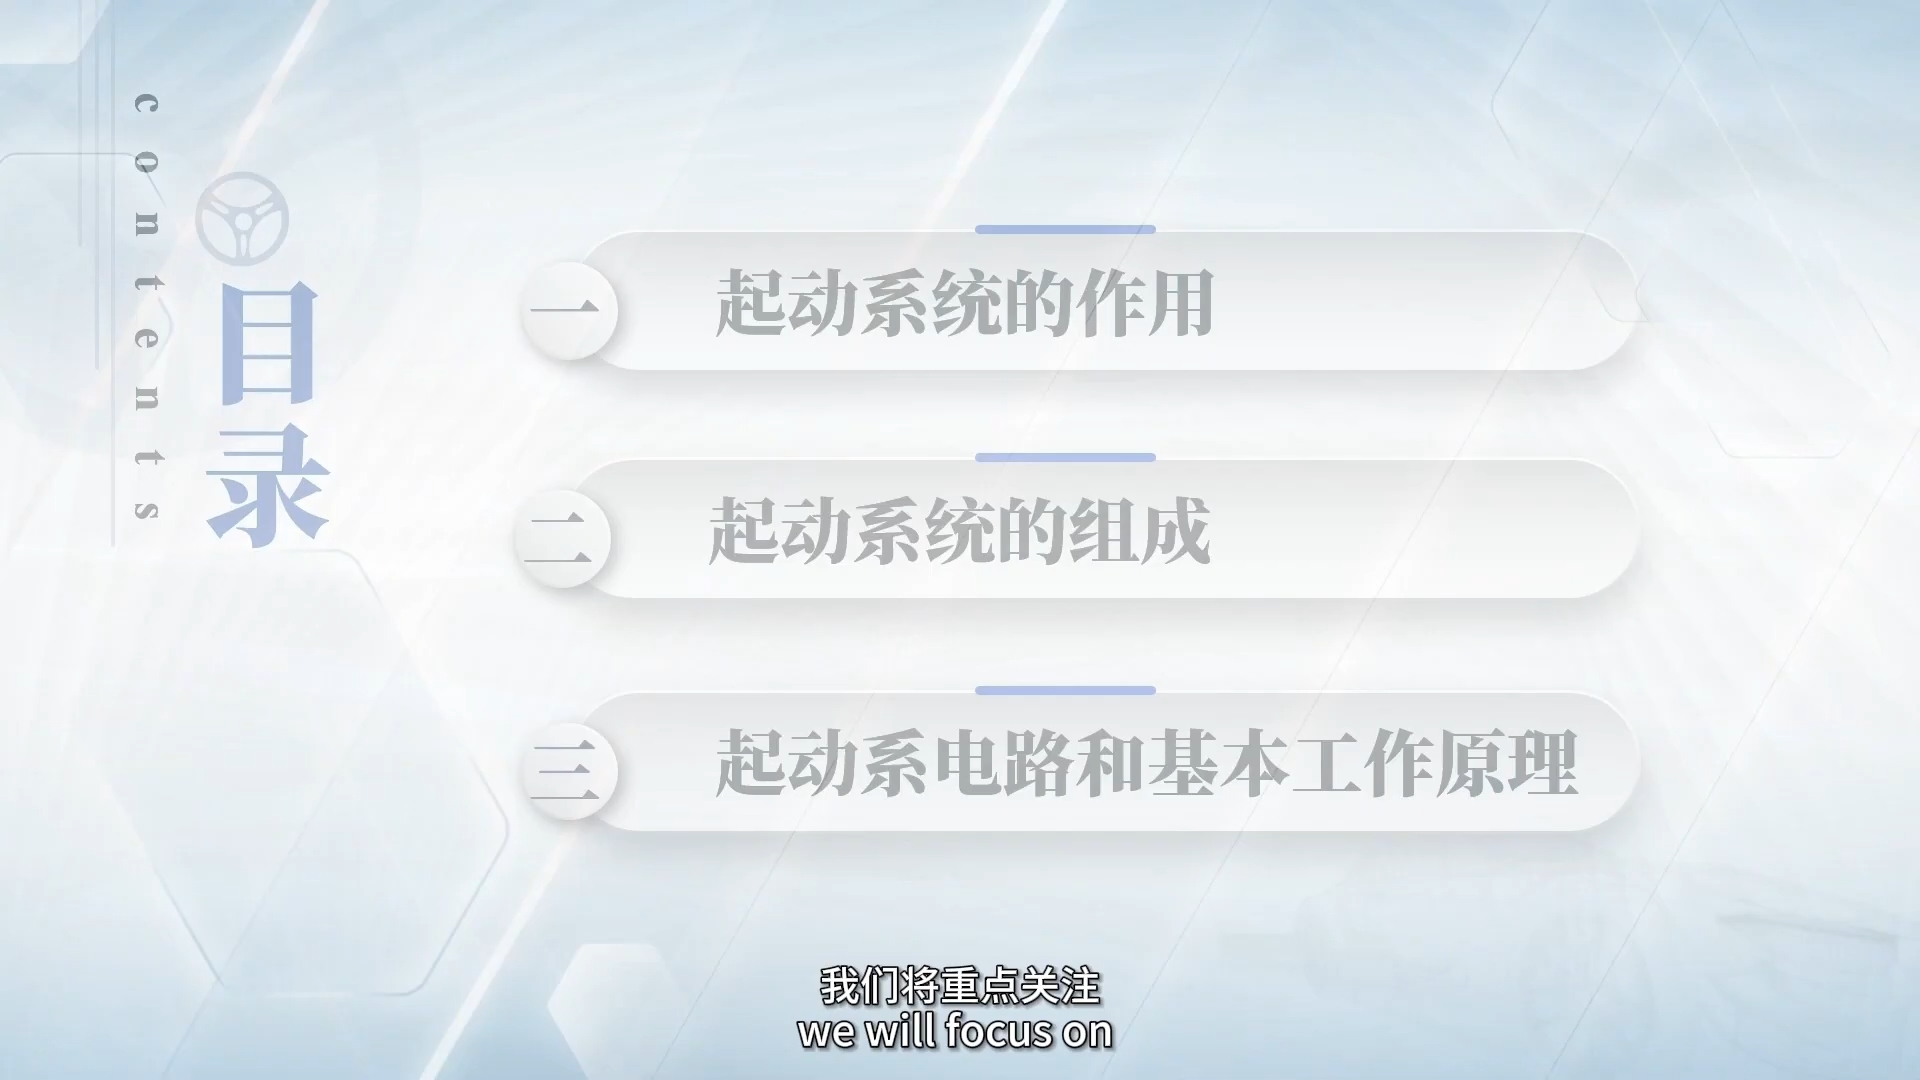 contents
目录
一
起动系统的作用
二
起动系统的组成
三
起动系电路和基本工作原理
我们将重点关注
we will focus on